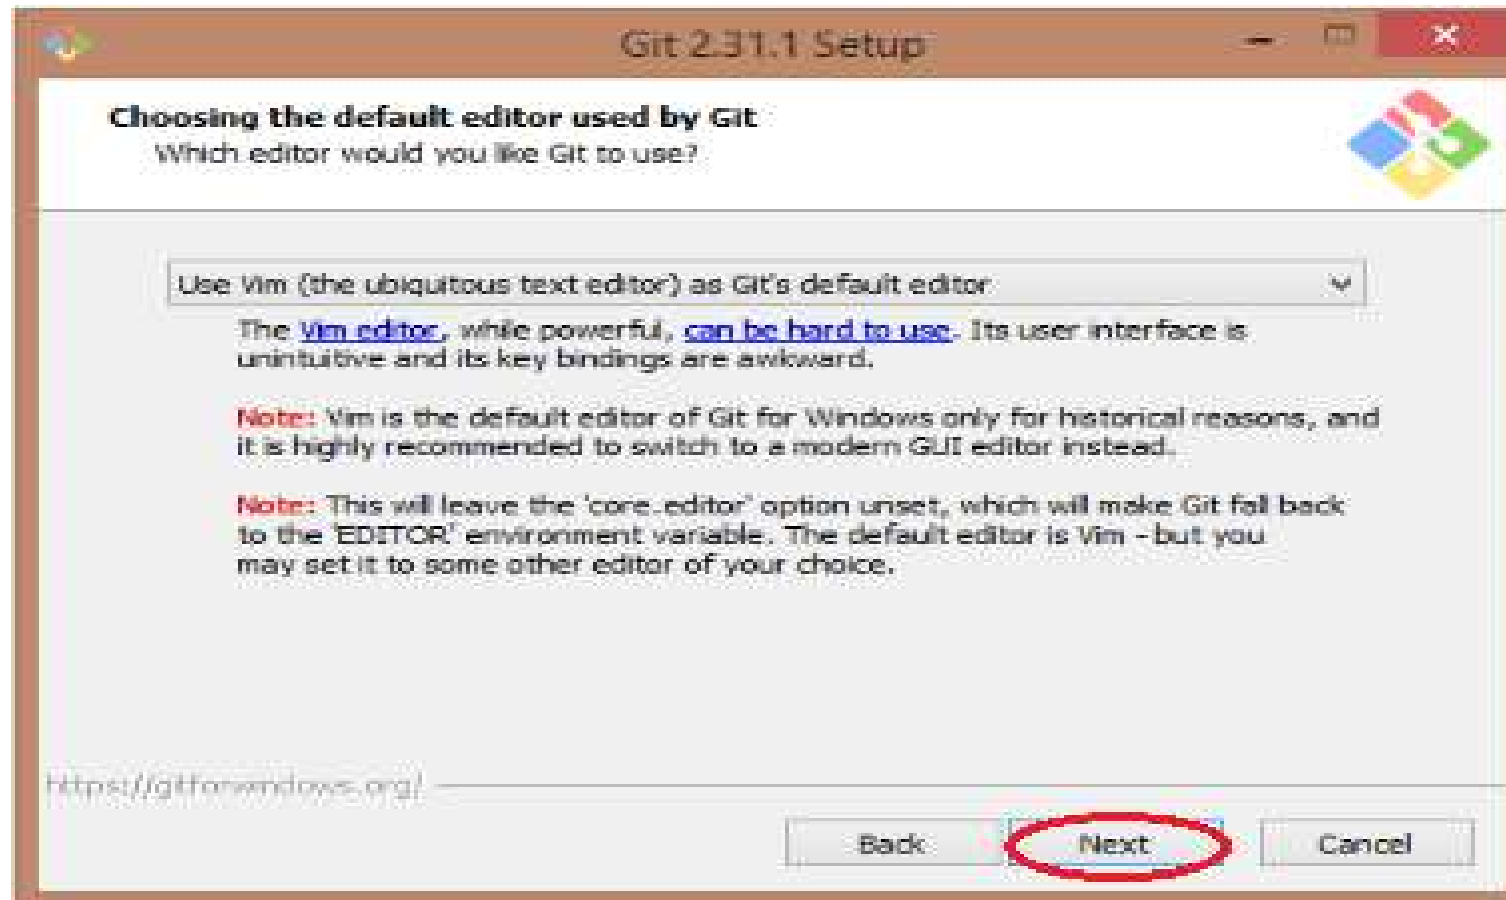 Git 2.31.1 Setup
Choosing the default editor used by Git
Which editor would you like Git to use?
Use Vim (the ubiquitous text editor) as Git's default editor
The Vim editor, while powerful, can be hard to use. Its user interface is
unintuitive and its key bindings are awkward.
Note: Vim is the default editor of Git for Windows only for historical reasons, and
it is highly recommended to switch to a modern GUI editor instead.
Note: This will leave the 'core.editor' option unset, which will make Git fall back
to the 'EDITOR' environment variable. The default editor is Vim - but you
may set it to some other editor of your choice.
https://gitforwindows.org/
Back Next Cancel